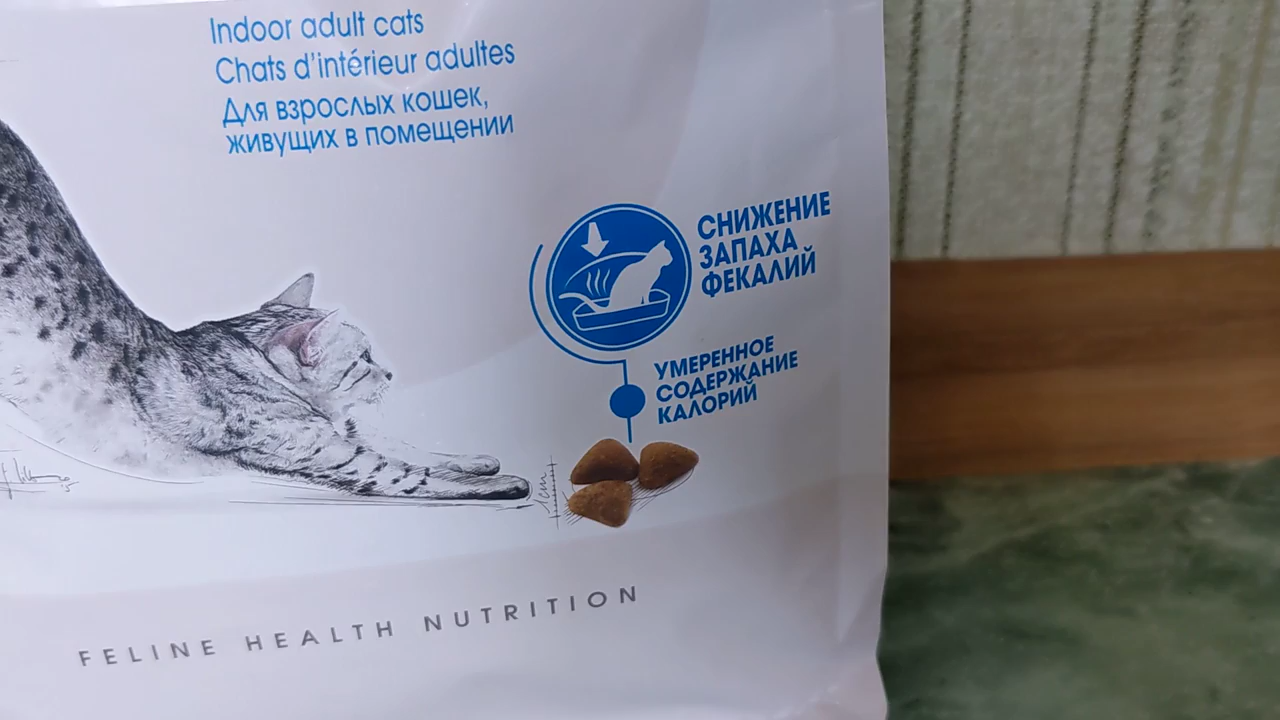 Indoor adult cats
Chats d'intérieur adultes
Для взрослых кошек,
живущих в помещении
СНИЖЕНИЕ
ЗАПАХА
ФЕКАЛИЙ
УМЕРЕННОЕ
СОДЕРЖАНИЕ
КАЛОРИЙ
1cm
FELINE HEALTH NUTRITION